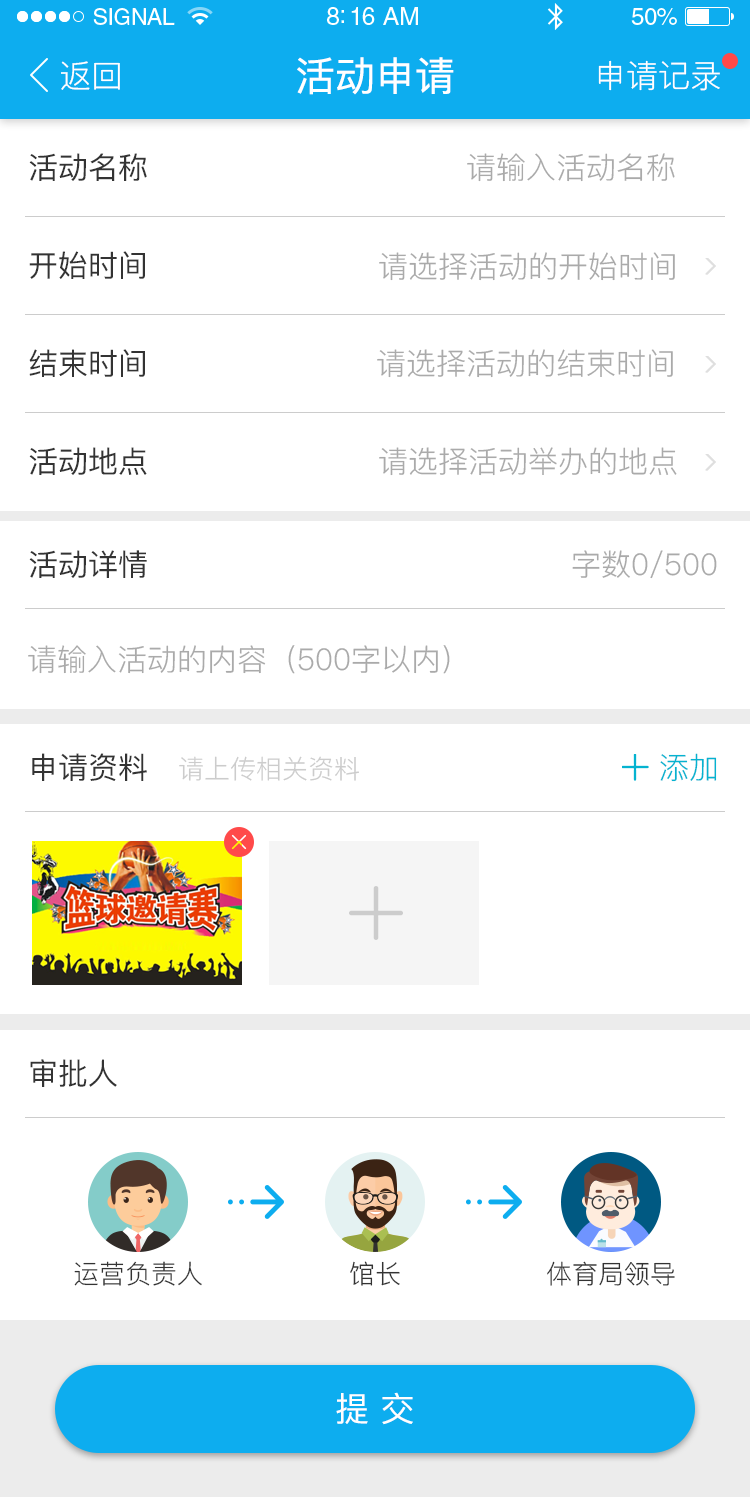 SIGNAL 8:16 AM 50%
返回 活动申请 申请记录
活动名称 请输入活动名称
开始时间 请选择活动的开始时间
结束时间 请选择活动的结束时间
活动地点 请选择活动举办的地点
活动详情 字数0/500
请输入活动的内容（500字以内）
申请资料 请上传相关资料 添加
篮球邀请赛
审批人
运营负责人 馆长 体育局领导
提交